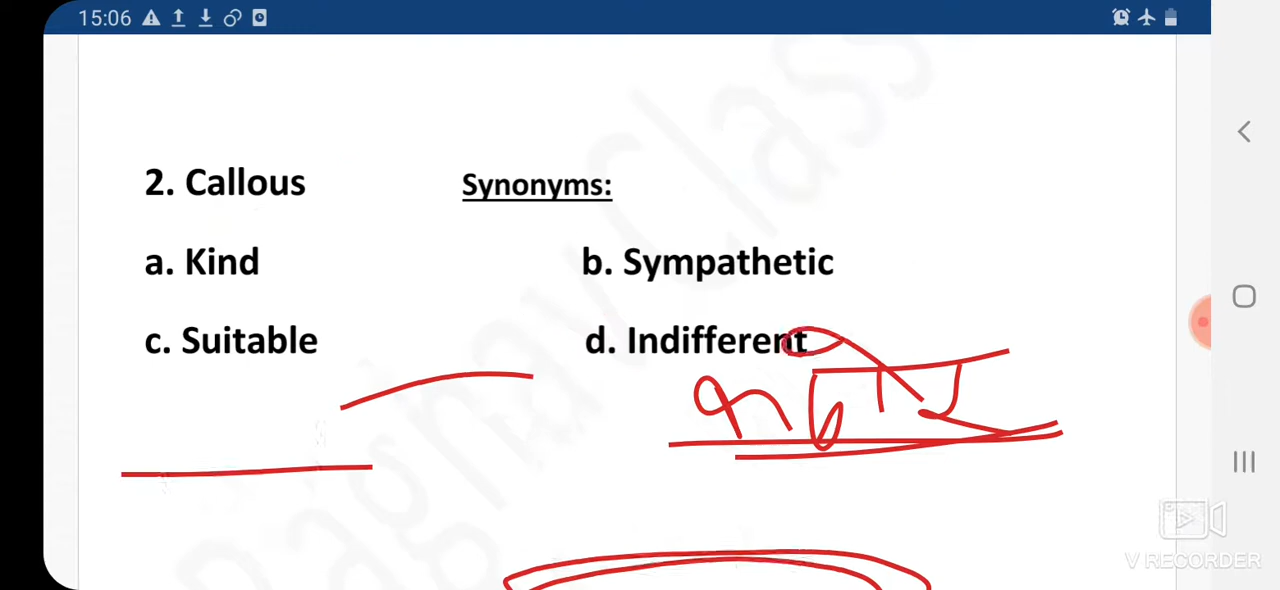 15:06
2. Callous Synonyms:
a. Kind b. Sympathetic
c. Suitable d. Indifferent
V RECORDER